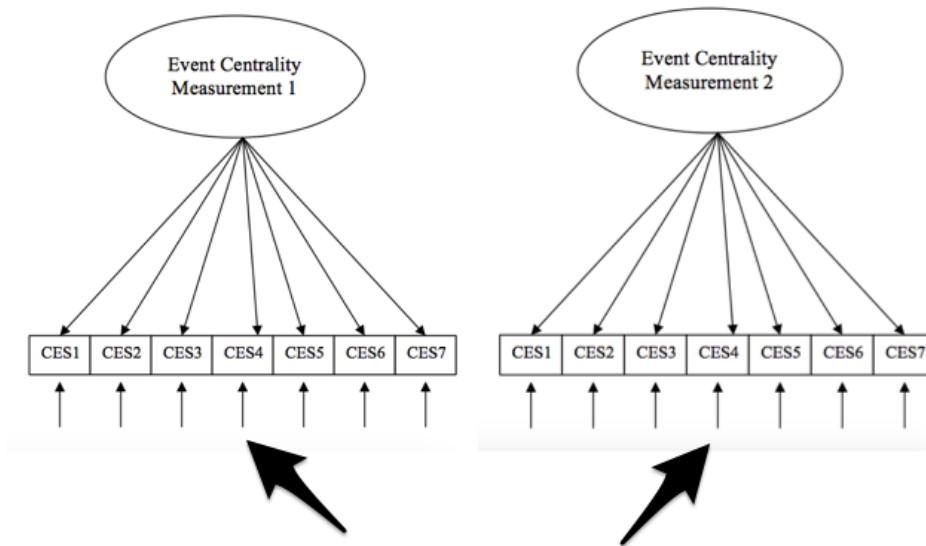 Event Centrality
Measurement 1
Event Centrality
Measurement 2
CES1 CES2 CES3 CES4 CES5 CES6 CES7
CES1 CES2 CES3 CES4 CES5 CES6 CES7